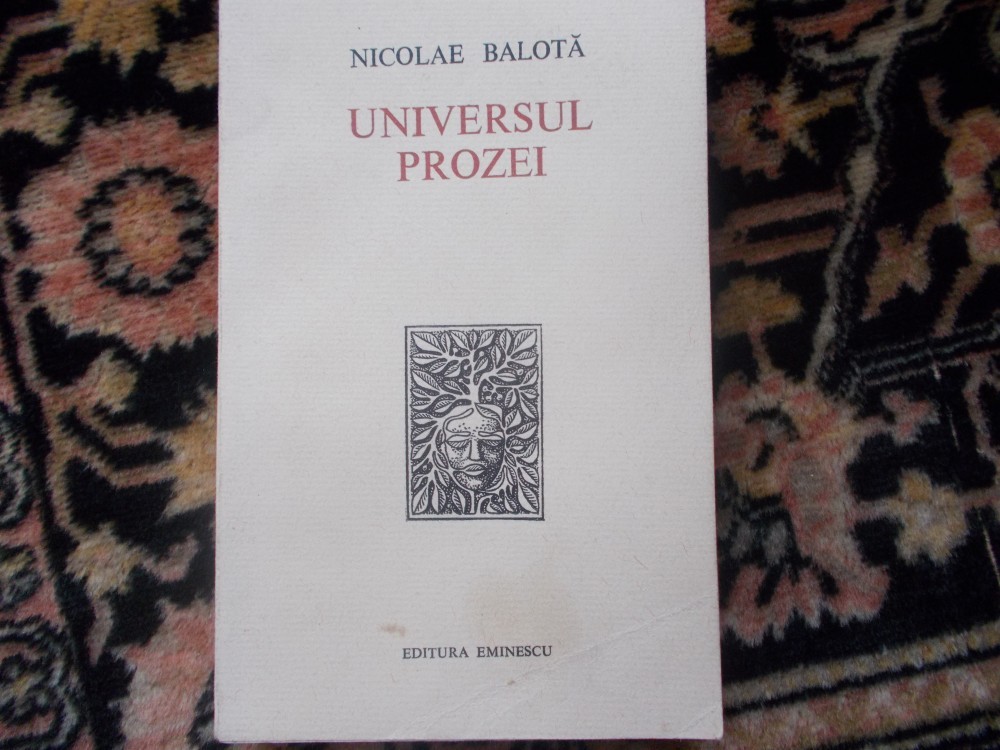 NICOLAE BALOTĂ
UNIVERSUL
PROZEI
EDITURA EMINESCU